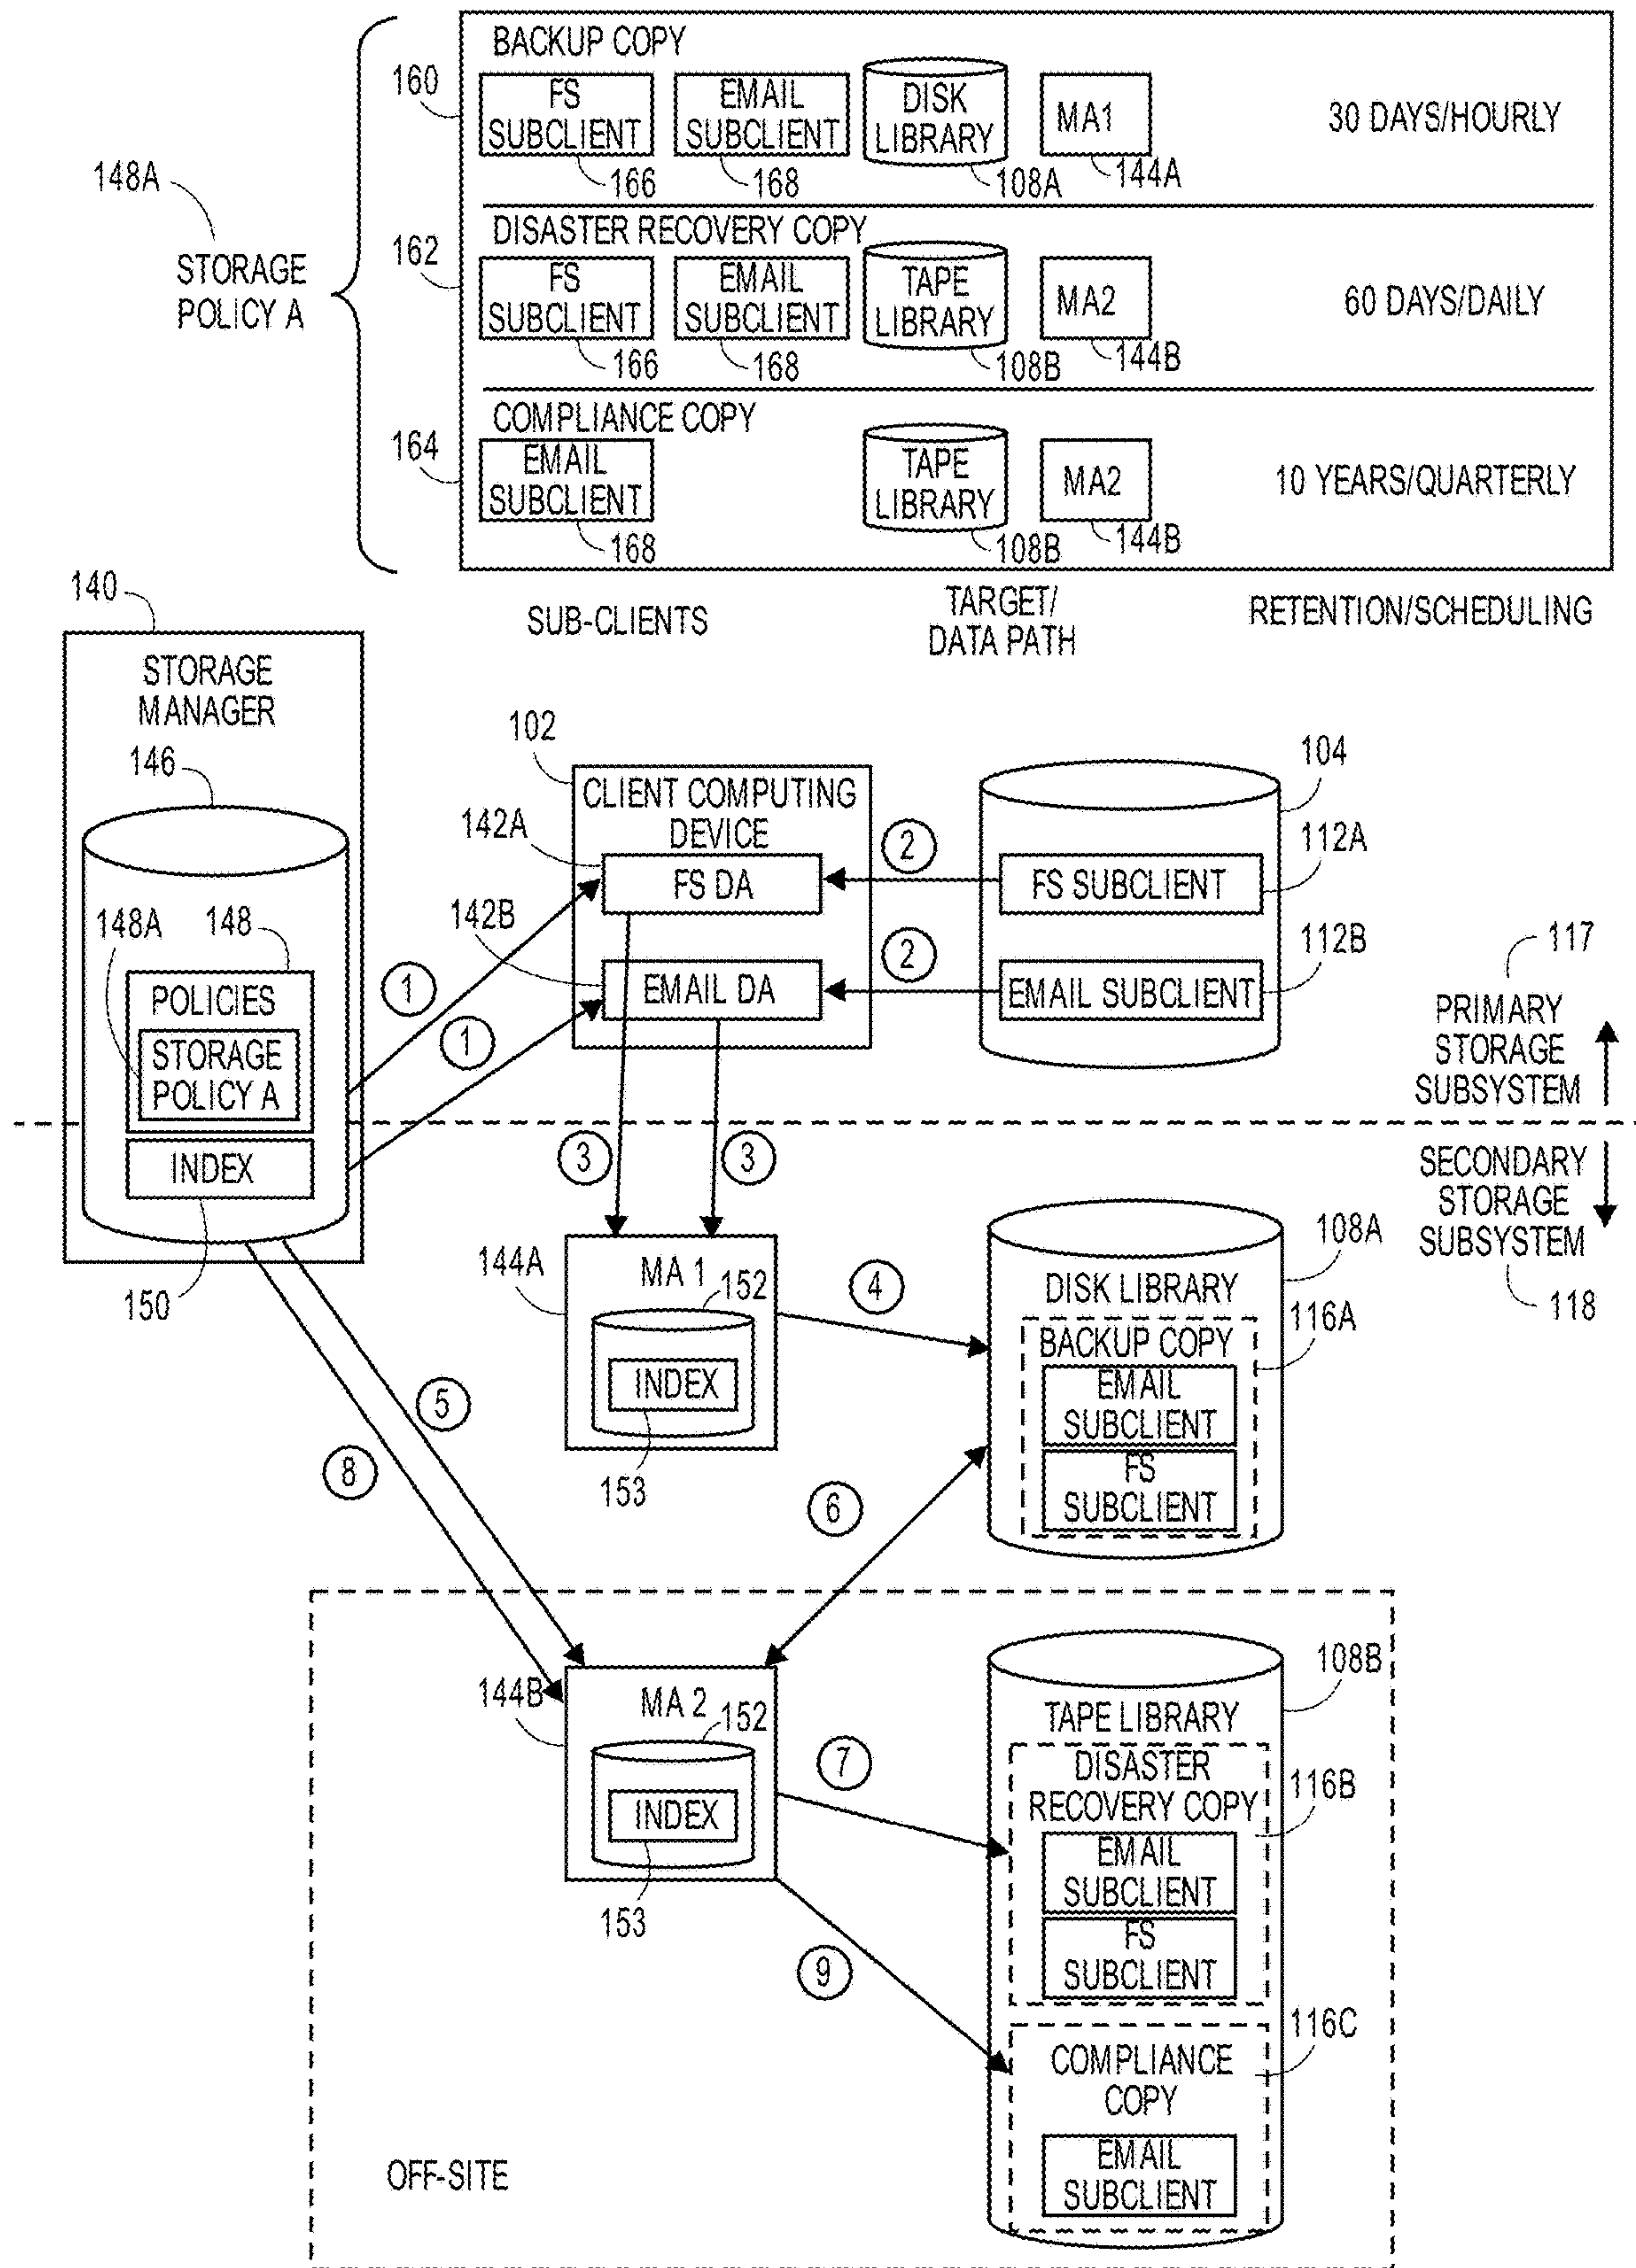 BACKUP COPY
160
FS
SUBCLIENT
EMAIL
SUBCLIENT
DISK
LIBRARY
MA1
30 DAYS/HOURLY
166
168
108A
144A
148A
STORAGE
POLICY A
DISASTER RECOVERY COPY
162
FS
SUBCLIENT
EMAIL
SUBCLIENT
TAPE
LIBRARY
MA2
60 DAYS/DAILY
166
168
108B
144B
COMPLIANCE COPY
164
EMAIL
SUBCLIENT
TAPE
LIBRARY
MA2
10 YEARS/QUARTERLY
168
108B
144B
SUB-CLIENTS
TARGET/
DATA PATH
RETENTION/SCHEDULING
140
STORAGE
MANAGER
146
148A
148
POLICIES
STORAGE
POLICY A
INDEX
150
102
CLIENT COMPUTING
DEVICE
142A
FS DA
142B
EMAIL DA
104
112A
FS SUBCLIENT
112B
EMAIL SUBCLIENT
1
1
2
2
117
PRIMARY
STORAGE
SUBSYSTEM
SECONDARY
STORAGE
SUBSYSTEM
118
3
3
144A
MA 1
152
INDEX
153
4
108A
DISK LIBRARY
116A
BACKUP COPY
EMAIL
SUBCLIENT
FS
SUBCLIENT
5
8
6
144B
MA 2
152
INDEX
153
7
9
108B
TAPE LIBRARY
DISASTER
RECOVERY COPY
116B
EMAIL
SUBCLIENT
FS
SUBCLIENT
116C
COMPLIANCE
COPY
EMAIL
SUBCLIENT
OFF-SITE